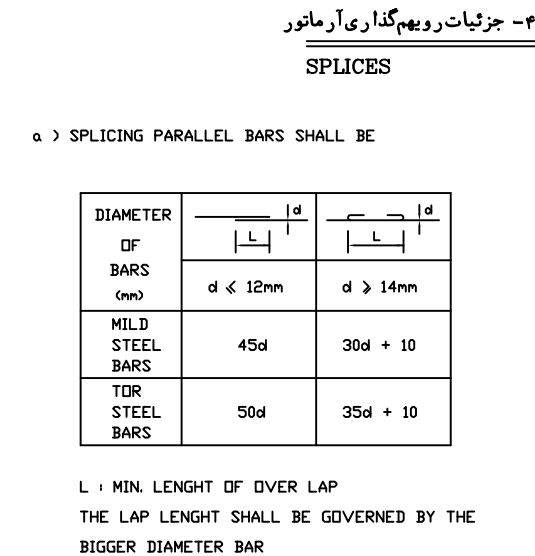 ۴- جزئیات رویهم‌گذاری آرماتور
SPLICES
a ) SPLICING PARALLEL BARS SHALL BE
DIAMETER
OF
BARS
(mm)
d
L
d ⩽ 12mm
d
L
d ⩾ 14mm
MILD
STEEL
BARS
45d
30d + 10
TOR
STEEL
BARS
50d
35d + 10
L : MIN. LENGHT OF OVER LAP
THE LAP LENGHT SHALL BE GOVERNED BY THE
BIGGER DIAMETER BAR